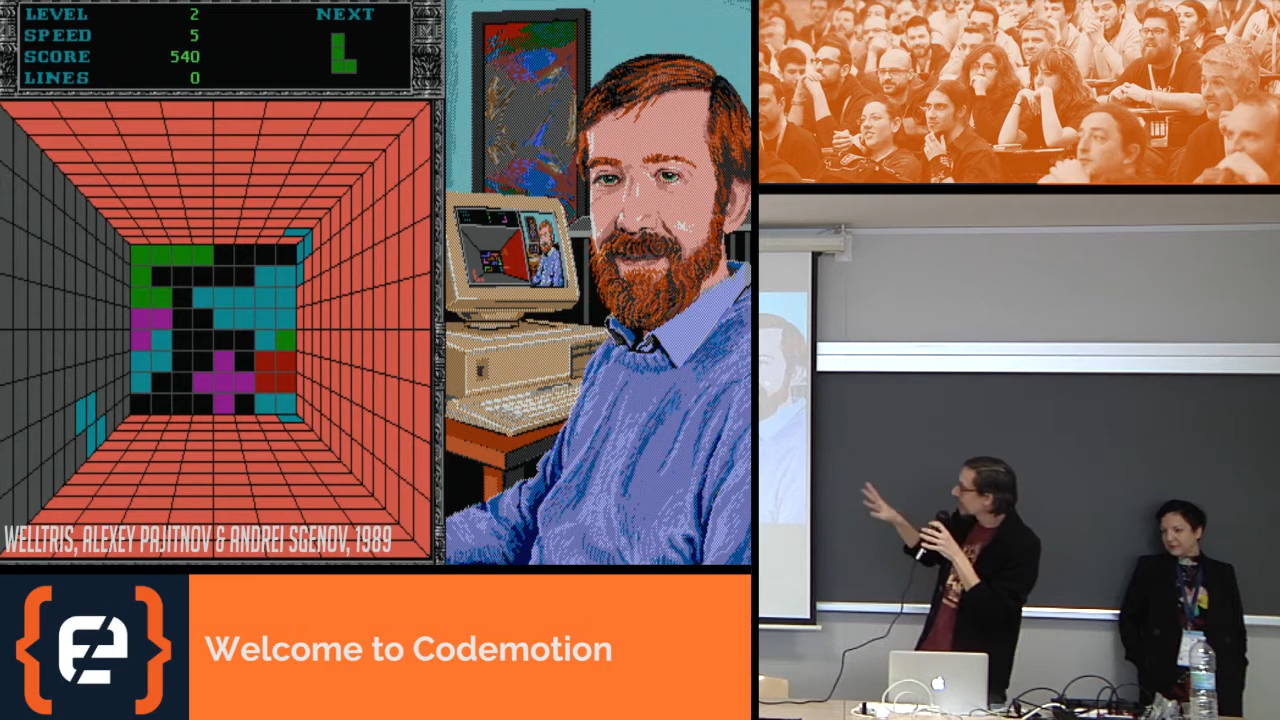 LEVEL 2
SPEED 5
SCORE 540
LINES 0
NEXT
WELLTRIS, ALEXEY PAJITNOV & ANDREI SGENOV, 1989
Welcome to Codemotion